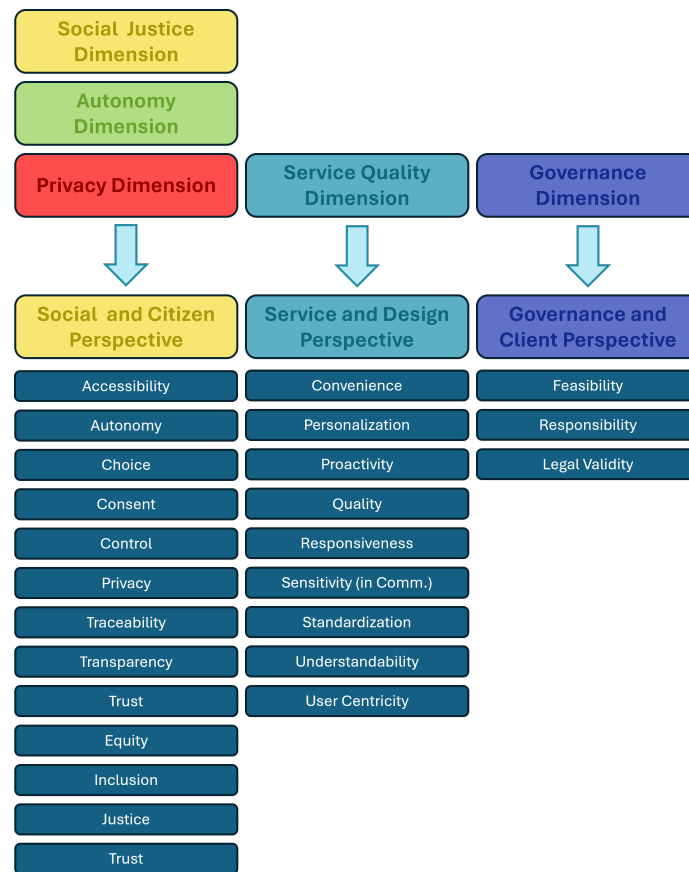 Social Justice
Dimension
Autonomy
Dimension
Privacy Dimension
Service Quality
Dimension
Governance
Dimension
Social and Citizen
Perspective
Service and Design
Perspective
Governance and
Client Perspective
Accessibility
Autonomy
Choice
Consent
Control
Privacy
Traceability
Transparency
Trust
Equity
Inclusion
Justice
Trust
Convenience
Personalization
Proactivity
Quality
Responsiveness
Sensitivity (in Comm.)
Standardization
Understandability
User Centricity
Feasibility
Responsibility
Legal Validity